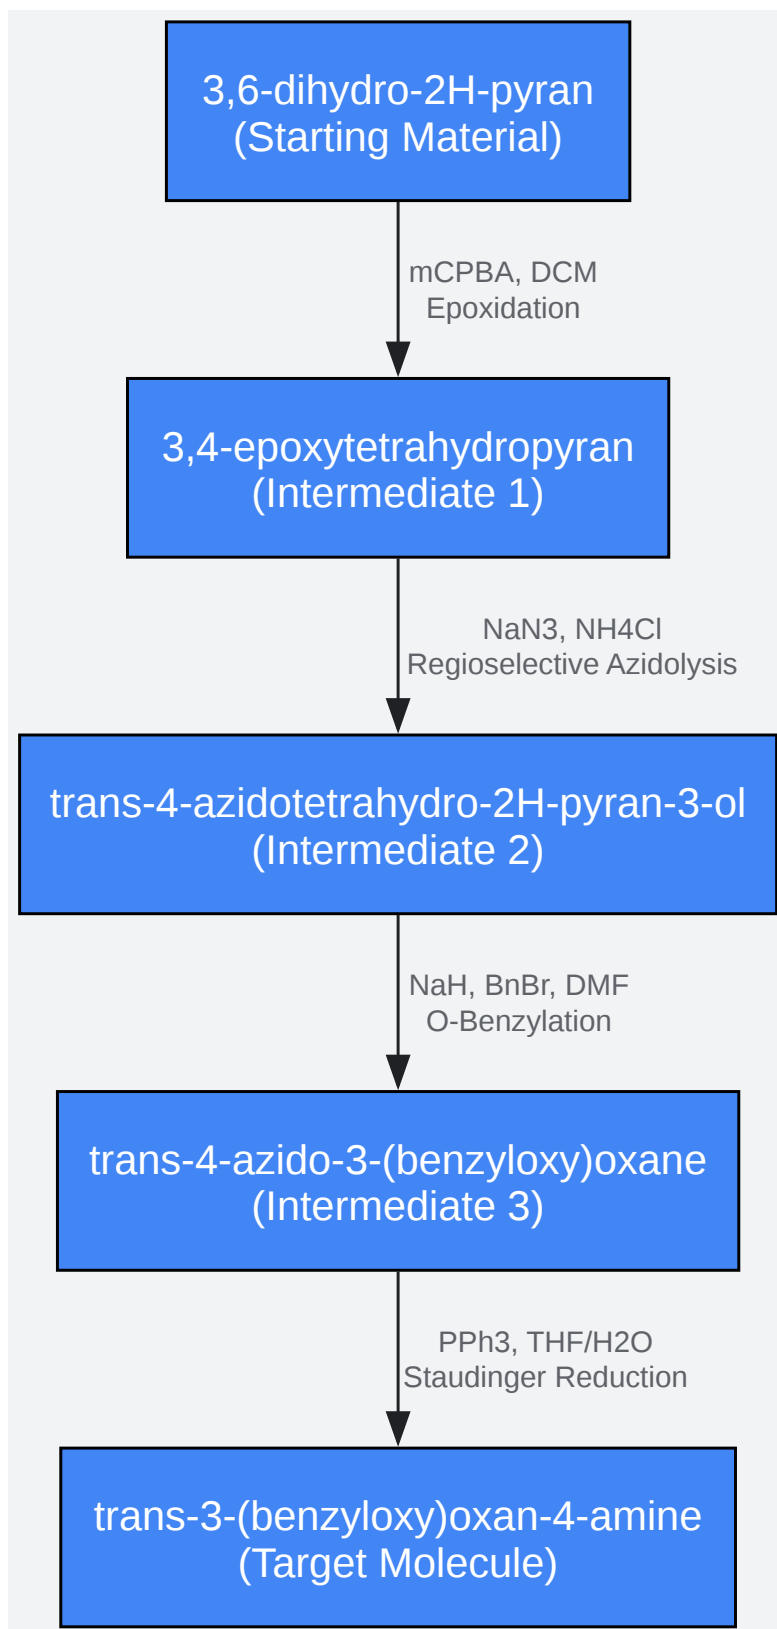 3,6-dihydro-2H-pyran
(Starting Material)
mCPBA, DCM
Epoxidation
3,4-epoxytetrahydropyran
(Intermediate 1)
NaN3, NH4Cl
Regioselective Azidolysis
trans-4-azidotetrahydro-2H-pyran-3-ol
(Intermediate 2)
NaH, BnBr, DMF
O-Benzylation
trans-4-azido-3-(benzyloxy)oxane
(Intermediate 3)
PPh3, THF/H2O
Staudinger Reduction
trans-3-(benzyloxy)oxan-4-amine
(Target Molecule)